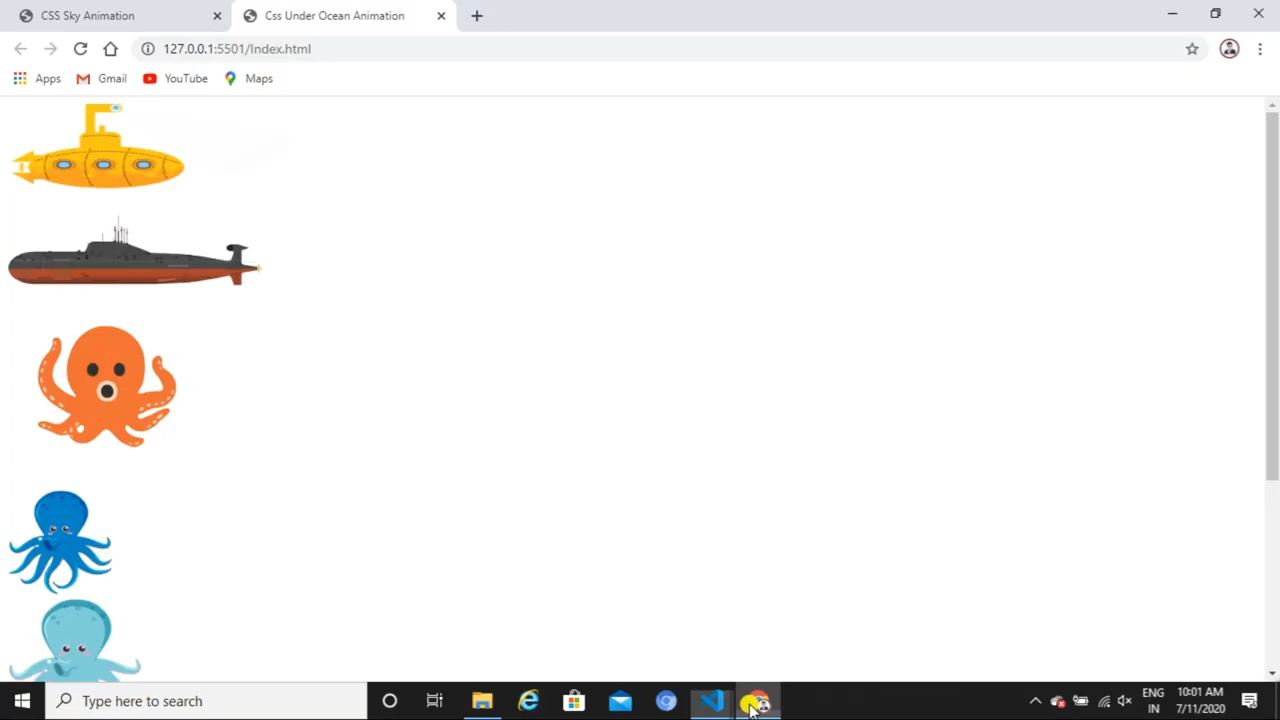 CSS Sky Animation
Css Under Ocean Animation
127.0.0.1:5501/Index.html
Apps
Gmail
YouTube
Maps
Type here to search
ENG
IN
10:01 AM
7/11/2020